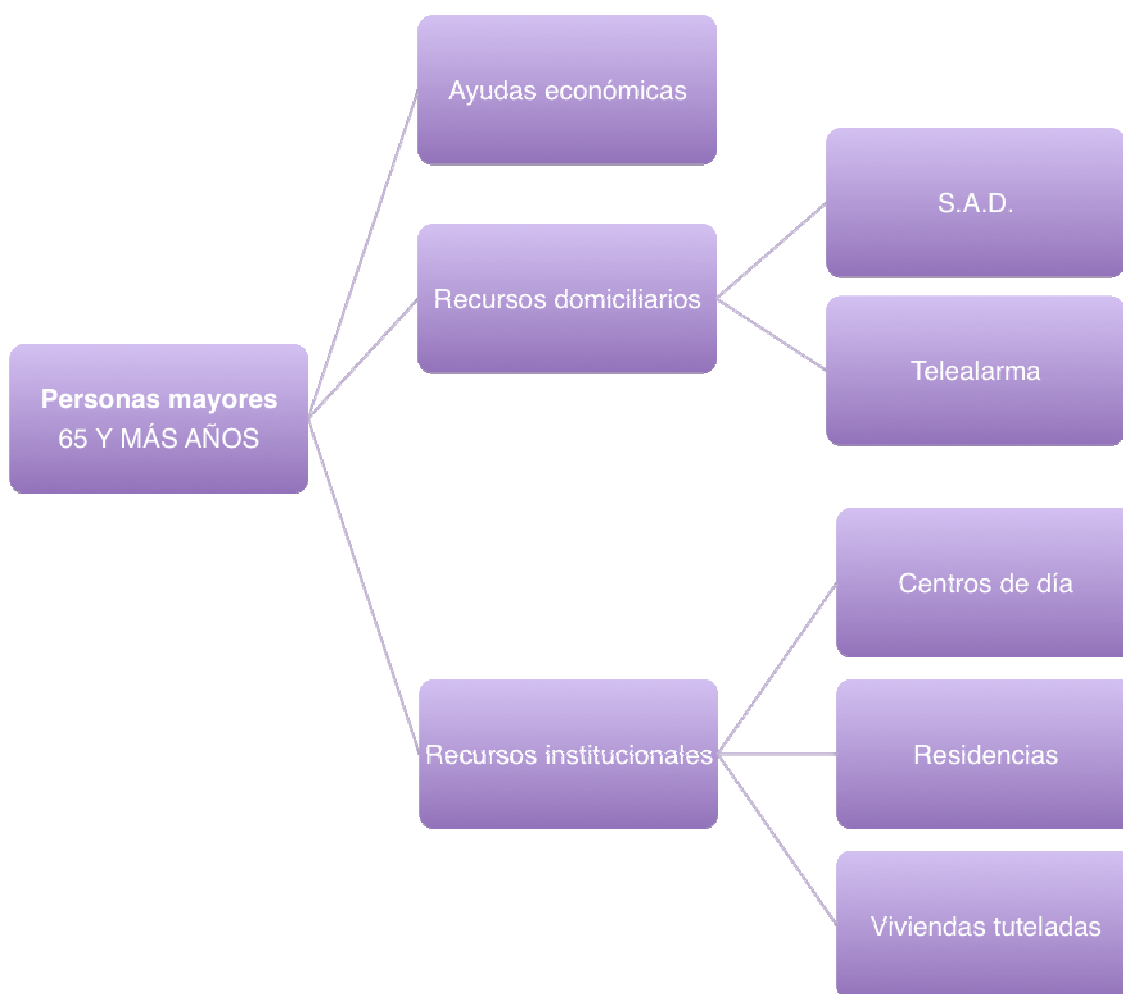 Ayudas económicas
S.A.D.
Recursos domiciliarios
Telealarma
Personas mayores
65 Y MÁS AÑOS
Centros de día
Recursos institucionales
Residencias
Viviendas tuteladas